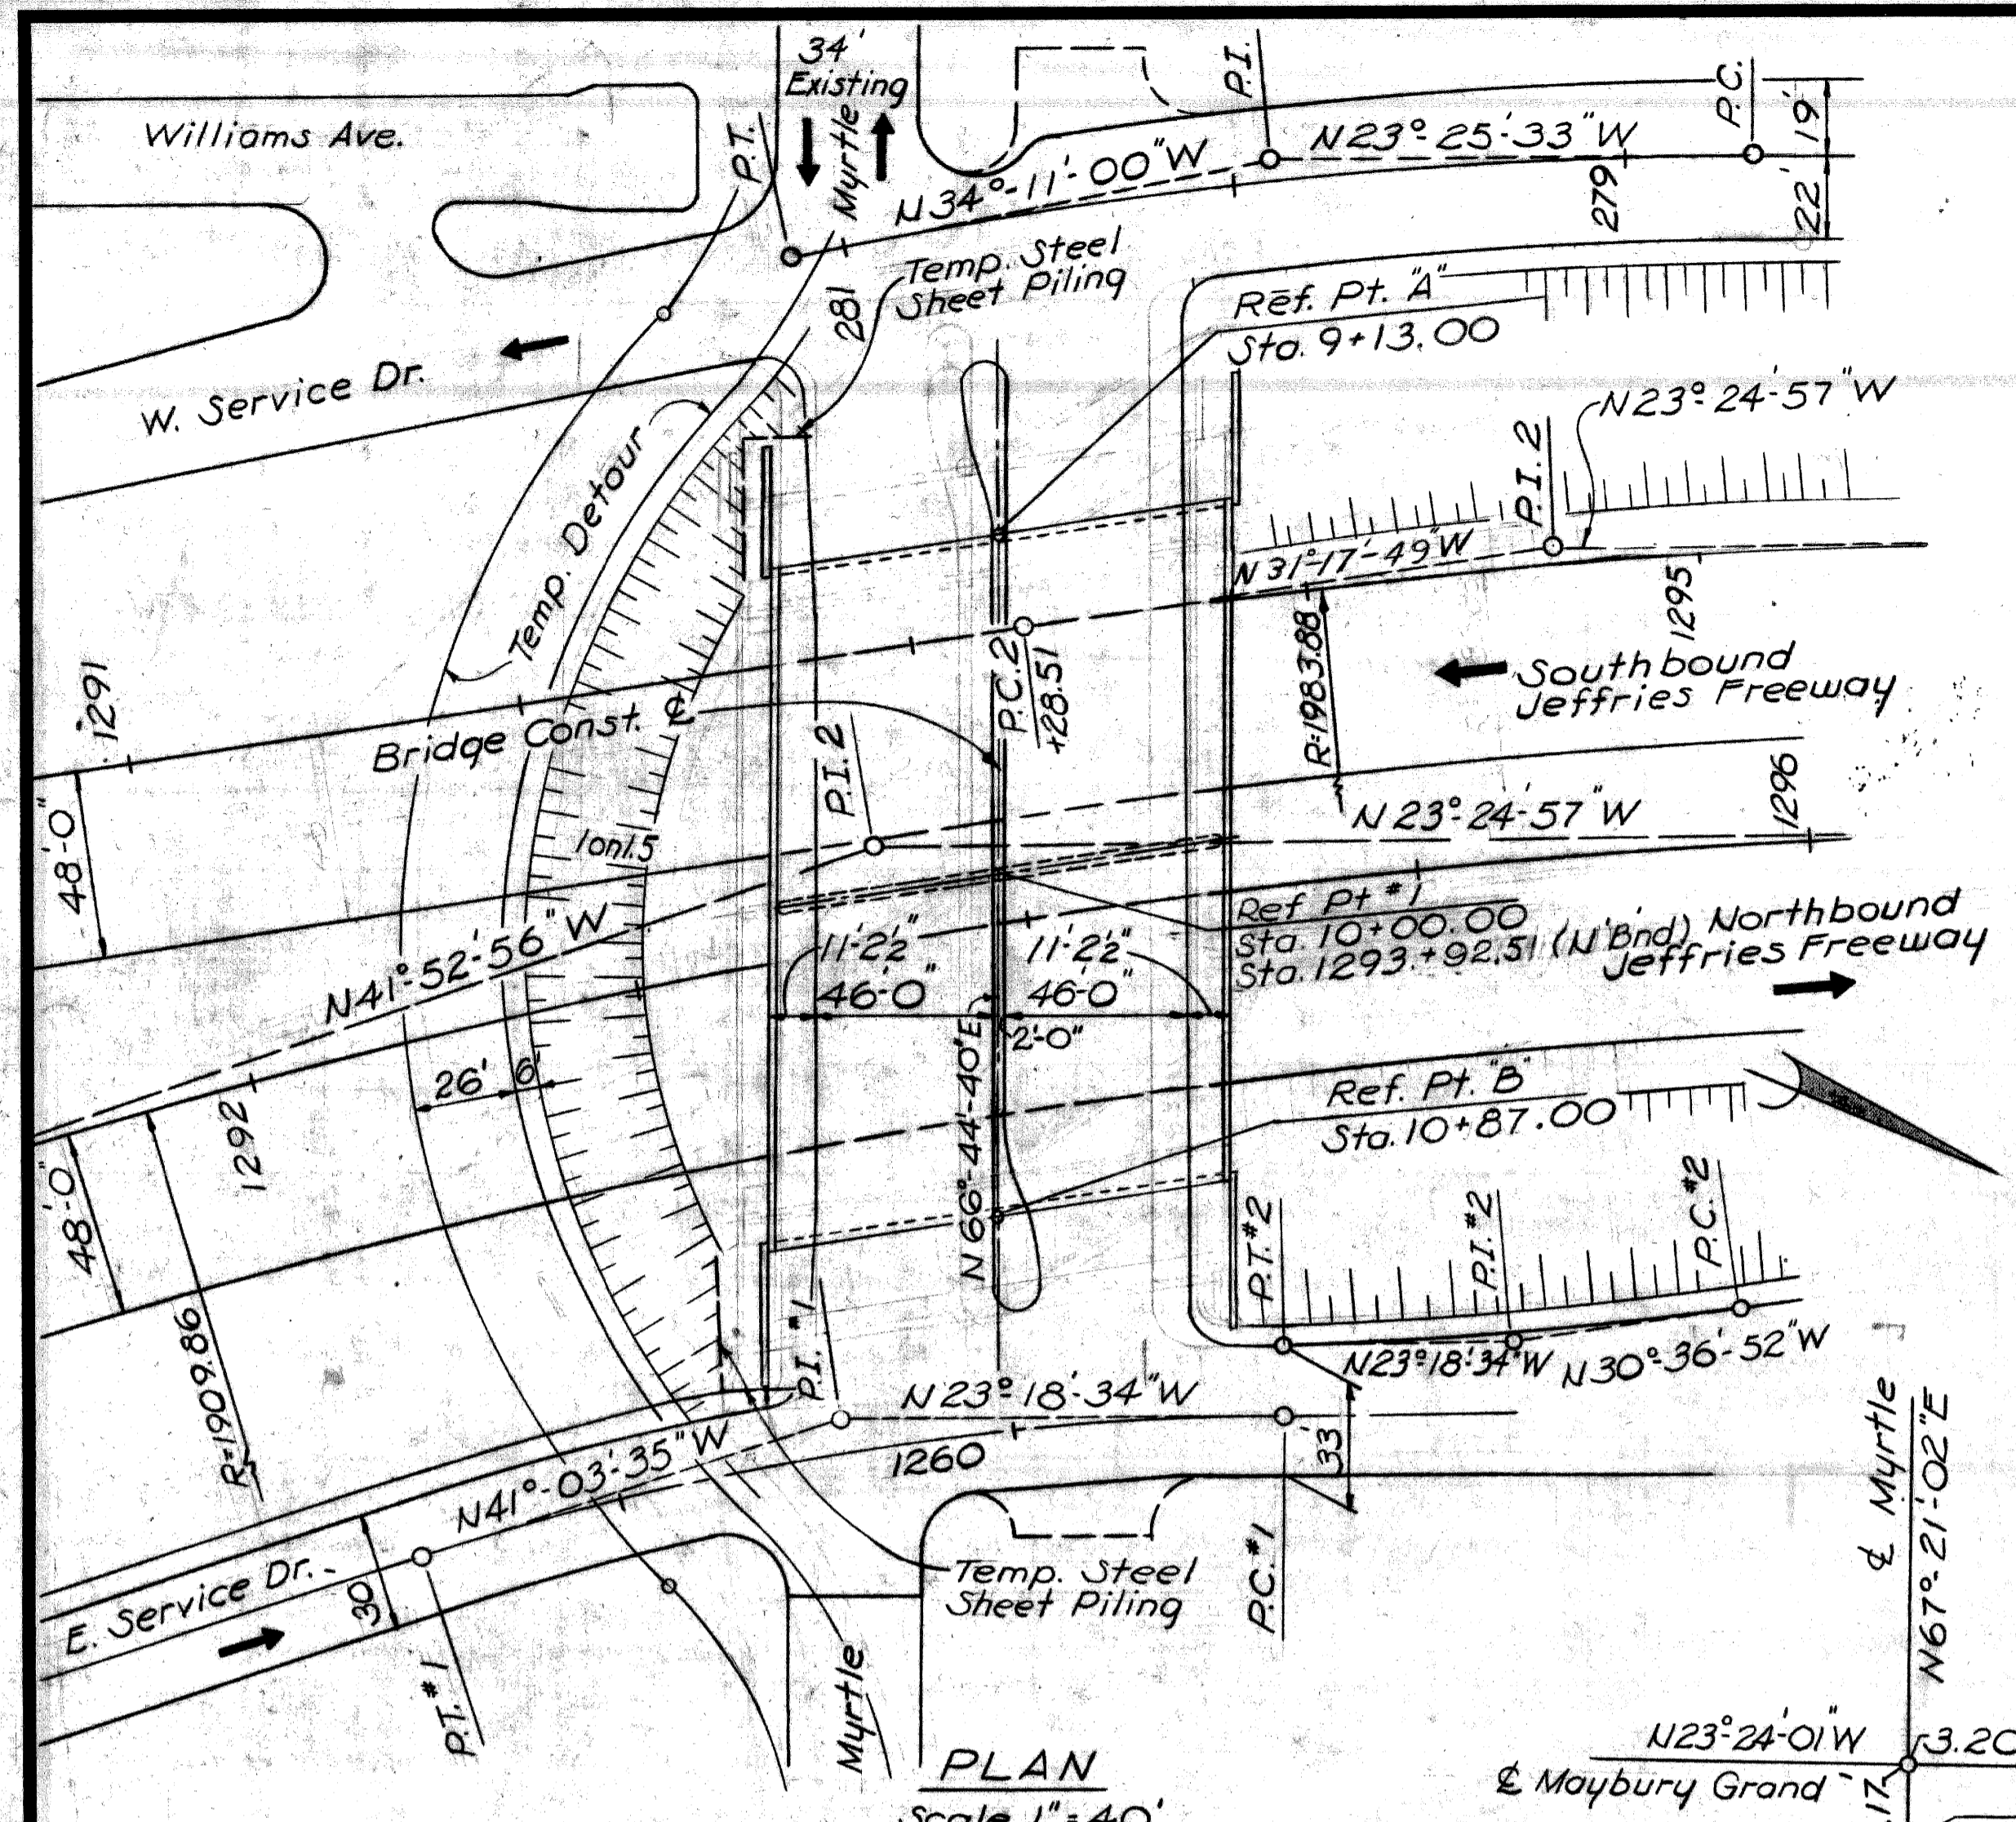 34'
Existing
Myrtle
Williams Ave.
P.T.
P.I.
P.C.
19'
22'
N34°-11'-00"W
N23°-25'-33"W
279
281
Temp. Steel
Sheet Piling
Ref. Pt. "A"
Sta. 9+13.00
W. Service Dr.
Temp. Detour
N23°-24'-57"W
P.I. 2
N31°-17'-49"W
1295
R=1983.88
Southbound
Jeffries Freeway
P.C. 2
+28.51
1291
Bridge Const. ℄
P.I. 2
48'-0"
1 on 1.5
N23°-24'-57"W
1296
N41°-52'-56"W
11'-2½"
46'-0"
11'-2½"
46'-0"
2'-0"
Ref Pt #1
Sta. 10+00.00
Sta. 1293+92.51 (N'Bnd)
Northbound
Jeffries Freeway
26'
6'
N66°-44'-40"E
Ref. Pt. "B"
Sta. 10+87.00
1292
48'-0"
R=1909.86
P.T. #2
P.I. #2
P.C. #2
P.I. #1
N23°-18'-34"W
N23°-18'-34"W
N30°-36'-52"W
1260
33'
N41°-03'-35"W
E. Service Dr.
30'
P.T. #1
Temp. Steel
Sheet Piling
P.C. #1
Myrtle
℄ Myrtle
N67°-21'-02"E
N23°-24'-01"W
3.20
℄ Maybury Grand
17
PLAN
Scale 1"=40'